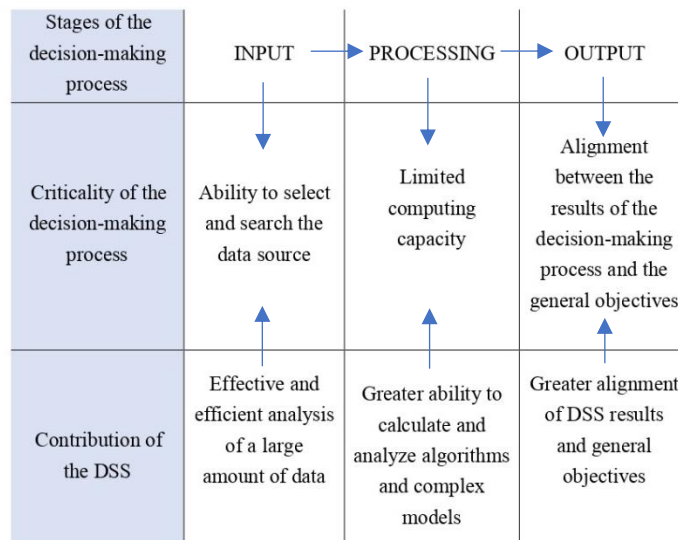 Stages of the
decision-making
process
INPUT
PROCESSING
OUTPUT
Criticality of the
decision-making
process
Ability to select
and search the
data source
Limited
computing
capacity
Alignment
between the
results of the
decision-making
process and the
general objectives
Contribution of
the DSS
Effective and
efficient analysis
of a large
amount of data
Greater ability to
calculate and
analyze algorithms
and complex
models
Greater alignment
of DSS results
and general
objectives